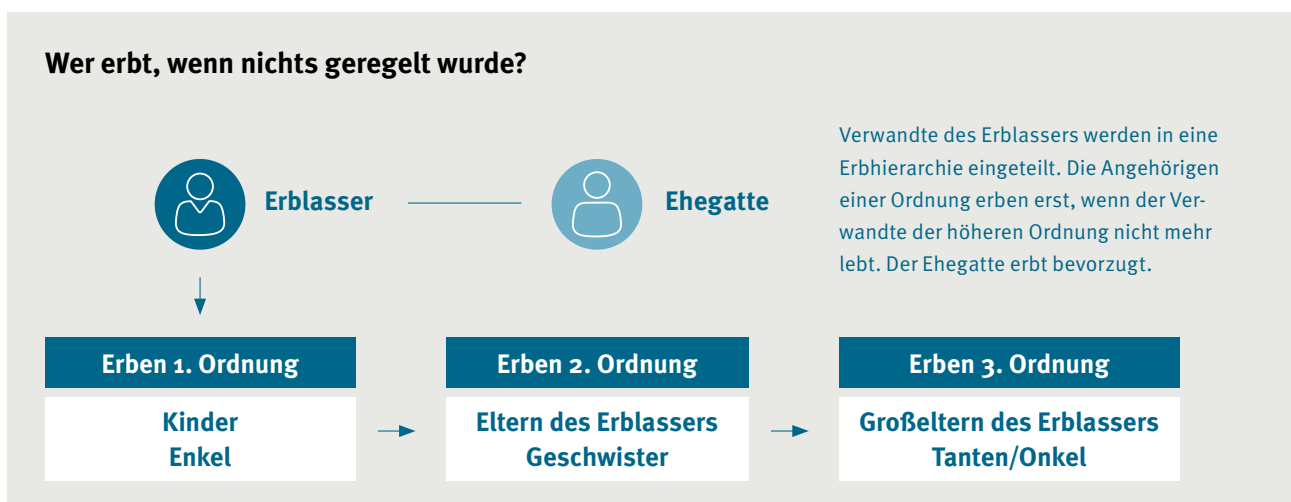 Wer erbt, wenn nichts geregelt wurde?
Erblasser
Ehegatte
Verwandte des Erblassers werden in eine
Erbhierarchie eingeteilt. Die Angehörigen
einer Ordnung erben erst, wenn der Ver-
wandte der höheren Ordnung nicht mehr
lebt. Der Ehegatte erbt bevorzugt.
Erben 1. Ordnung
Kinder
Enkel
Erben 2. Ordnung
Eltern des Erblassers
Geschwister
Erben 3. Ordnung
Großeltern des Erblassers
Tanten/Onkel